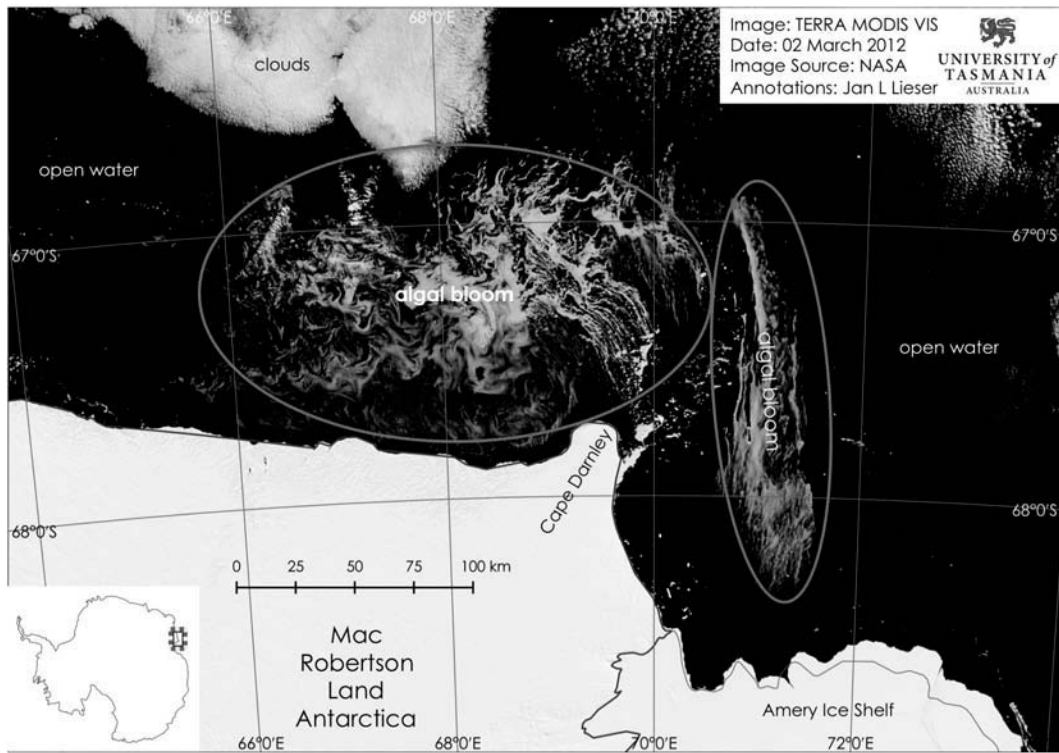 66°0'E
68°0'E
70°0'E
Image: TERRA MODIS VIS
Date: 02 March 2012
Image Source: NASA
Annotations: Jan L Lieser
UNIVERSITY of
TASMANIA
AUSTRALIA
clouds
open water
67°0'S
67°0'S
algal bloom
algal bloom
open water
Cape Darnley
68°0'S
68°0'S
0 25 50 75 100 km
Mac
Robertson
Land
Antarctica
Amery Ice Shelf
66°0'E
68°0'E
70°0'E
72°0'E